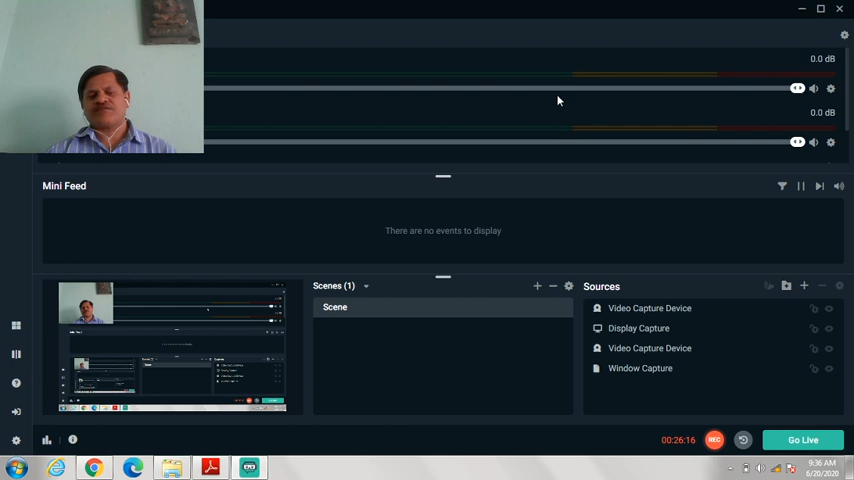 0.0 dB
0.0 dB
Mini Feed
There are no events to display
Scenes (1)
Scene
Sources
Video Capture Device
Display Capture
Video Capture Device
Window Capture
00:26:16
REC
Go Live
9:36 AM
6/20/2020